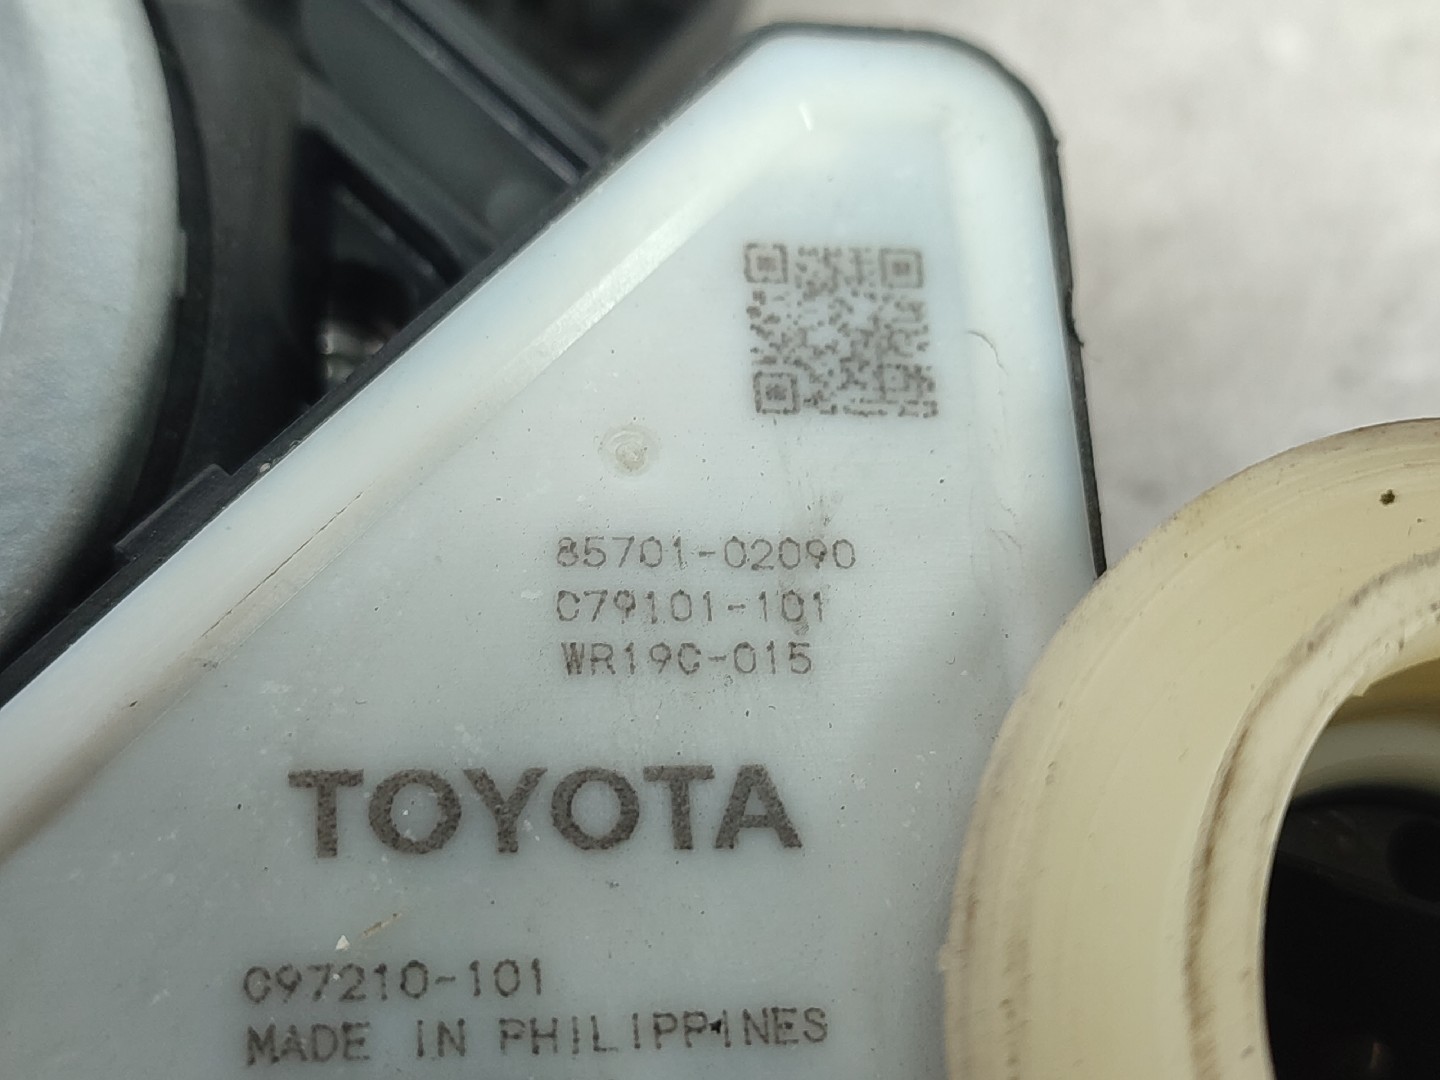 85701-02090
C79101-101
WR19C-015
TOYOTA
C97210-101
MADE IN PHILIPPINES